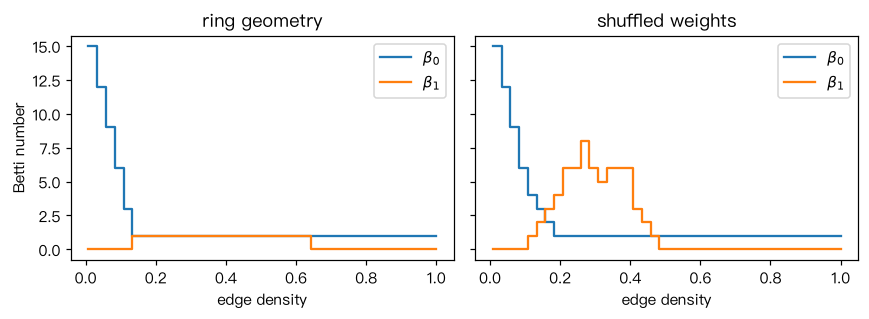 ring geometry
shuffled weights
Betti number
15.0
12.5
10.0
7.5
5.0
2.5
0.0
β₀
β₁
β₀
β₁
0.0 0.2 0.4 0.6 0.8 1.0
0.0 0.2 0.4 0.6 0.8 1.0
edge density
edge density